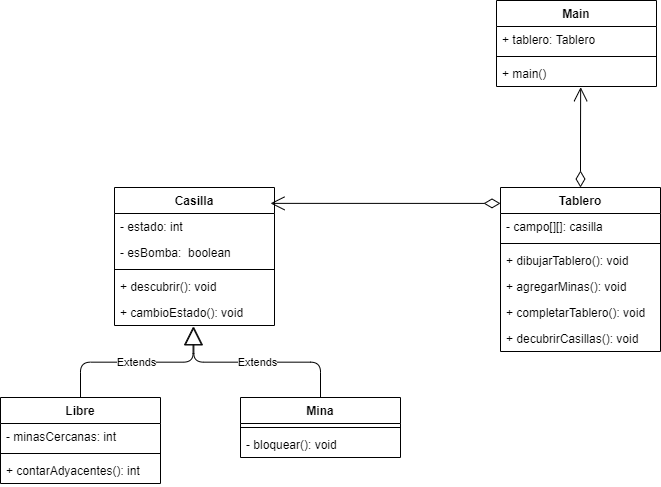 Main
+ tablero: Tablero
+ main()
Casilla
- estado: int
- esBomba: boolean
+ descubrir(): void
+ cambioEstado(): void
Tablero
- campo[][]: casilla
+ dibujarTablero(): void
+ agregarMinas(): void
+ completarTablero(): void
+ decubrirCasillas(): void
Extends
Extends
Libre
- minasCercanas: int
+ contarAdyacentes(): int
Mina
- bloquear(): void